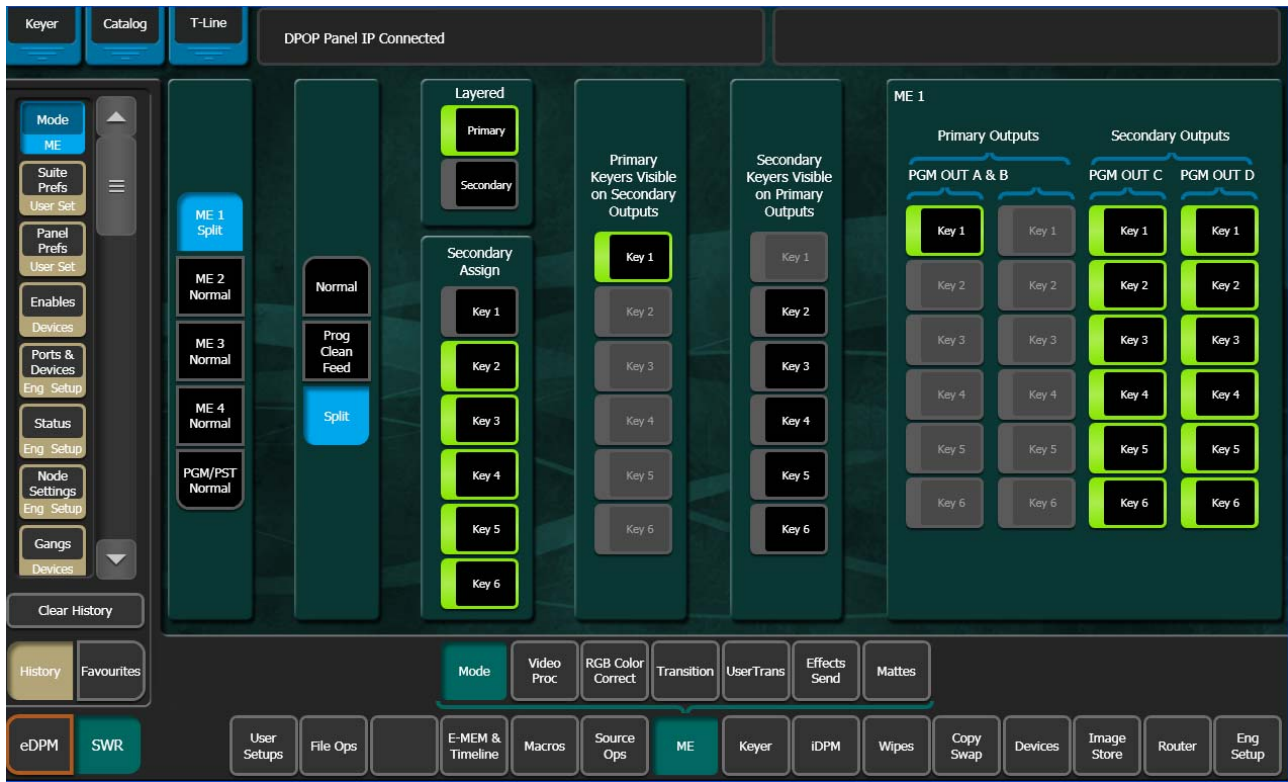 Keyer
Catalog
T-Line
DPOP Panel IP Connected
Mode
ME
Suite
Prefs
User Set
Panel
Prefs
User Set
Enables
Devices
Ports &
Devices
Eng Setup
Status
Eng Setup
Node
Settings
Eng Setup
Gangs
Devices
Clear History
History
Favourites
eDPM
SWR
ME 1
Split
ME 2
Normal
ME 3
Normal
ME 4
Normal
PGM/PST
Normal
Normal
Prog
Clean
Feed
Split
Layered
Primary
Secondary
Secondary
Assign
Key 1
Key 2
Key 3
Key 4
Key 5
Key 6
Primary
Keyers Visible
on Secondary
Outputs
Key 1
Key 2
Key 3
Key 4
Key 5
Key 6
Secondary
Keyers Visible
on Primary
Outputs
Key 1
Key 2
Key 3
Key 4
Key 5
Key 6
ME 1
Primary Outputs
Secondary Outputs
PGM OUT A & B
PGM OUT C
PGM OUT D
Key 1
Key 1
Key 1
Key 1
Key 2
Key 2
Key 2
Key 2
Key 3
Key 3
Key 3
Key 3
Key 4
Key 4
Key 4
Key 4
Key 5
Key 5
Key 5
Key 5
Key 6
Key 6
Key 6
Key 6
Mode
Video
Proc
RGB Color
Correct
Transition
UserTrans
Effects
Send
Mattes
User
Setups
File Ops
E-MEM &
Timeline
Macros
Source
Ops
ME
Keyer
iDPM
Wipes
Copy
Swap
Devices
Image
Store
Router
Eng
Setup